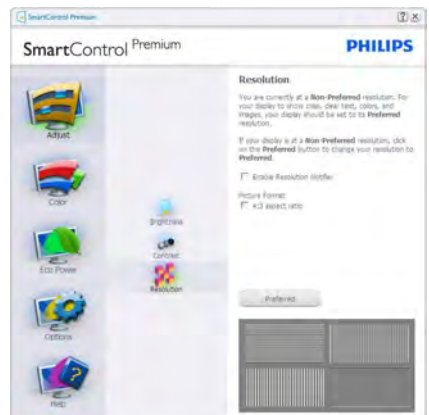 SmartControl Premium
SmartControl Premium
PHILIPS
Adjust
Color
Eco Power
Options
Help
Brightness
Contrast
Resolution
Resolution
You are currently at a Non-Preferred resolution. For
your display to show crisp, clear text, colors, and
images, your display should be set to its Preferred
resolution.
If your display is at a Non-Preferred resolution, click
on the Preferred button to change your resolution to
Preferred.
Enable Resolution Notifier
Picture Format
4:3 aspect ratio
Preferred